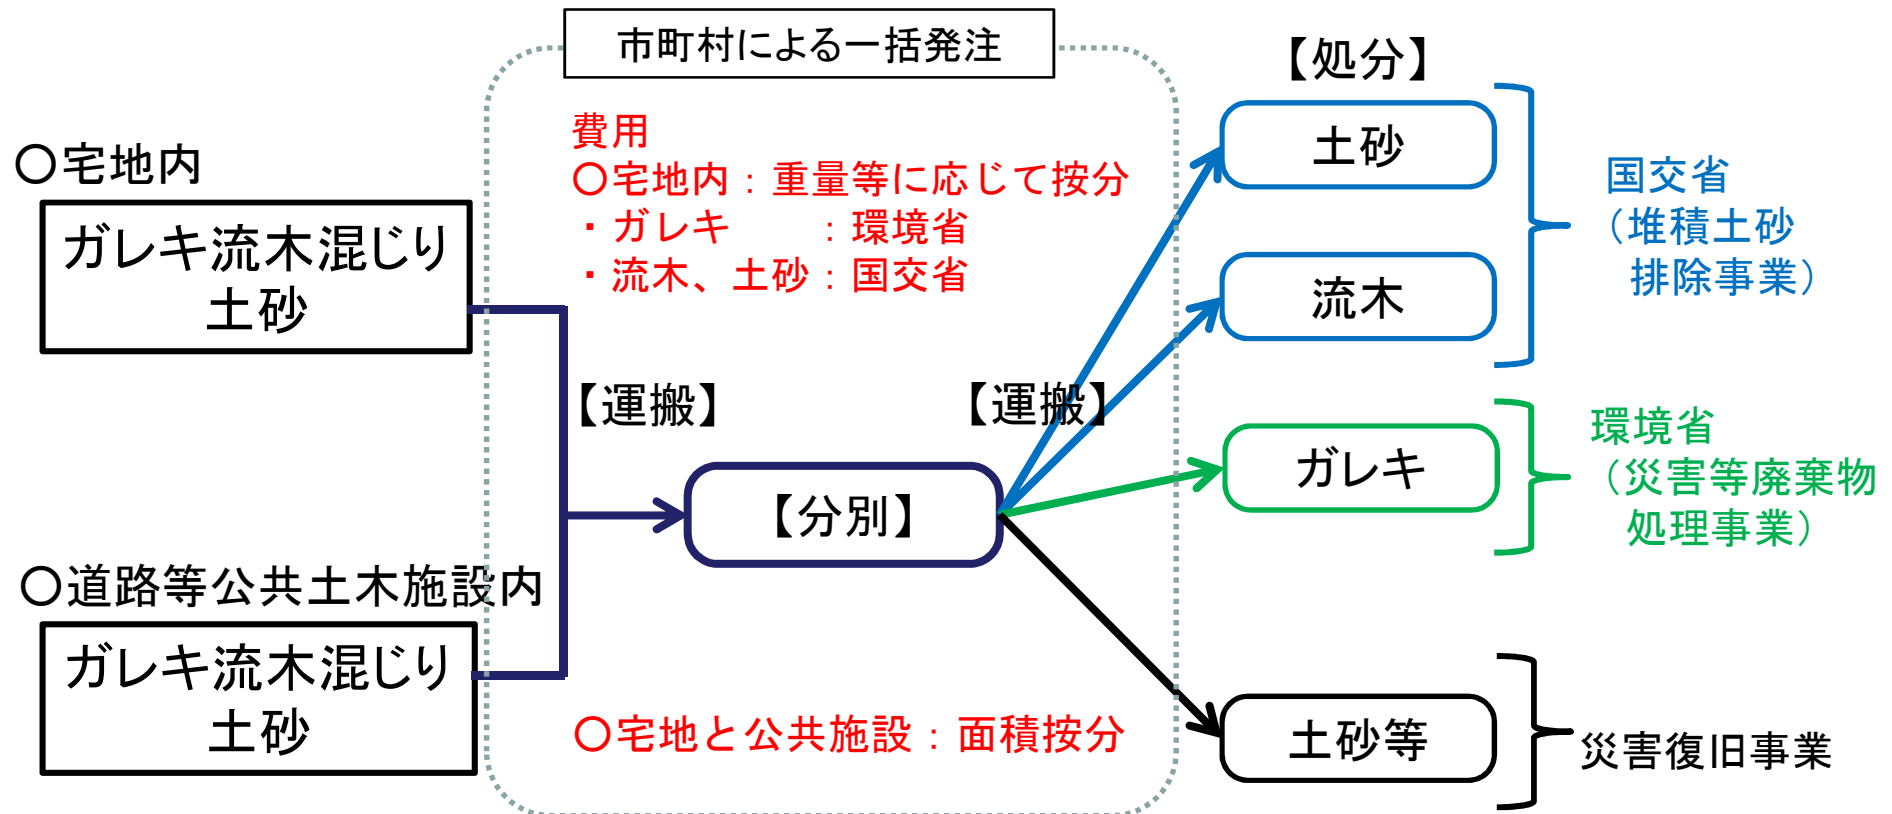 市町村による一括発注
【処分】
費用
〇宅地内：重量等に応じて按分
・ガレキ　　：環境省
・流木、土砂：国交省
〇宅地内
ガレキ流木混じり
土砂
【運搬】
【運搬】
【分別】
〇道路等公共土木施設内
ガレキ流木混じり
土砂
〇宅地と公共施設：面積按分
土砂
流木
国交省
（堆積土砂
排除事業）
ガレキ
環境省
（災害等廃棄物
処理事業）
土砂等
災害復旧事業